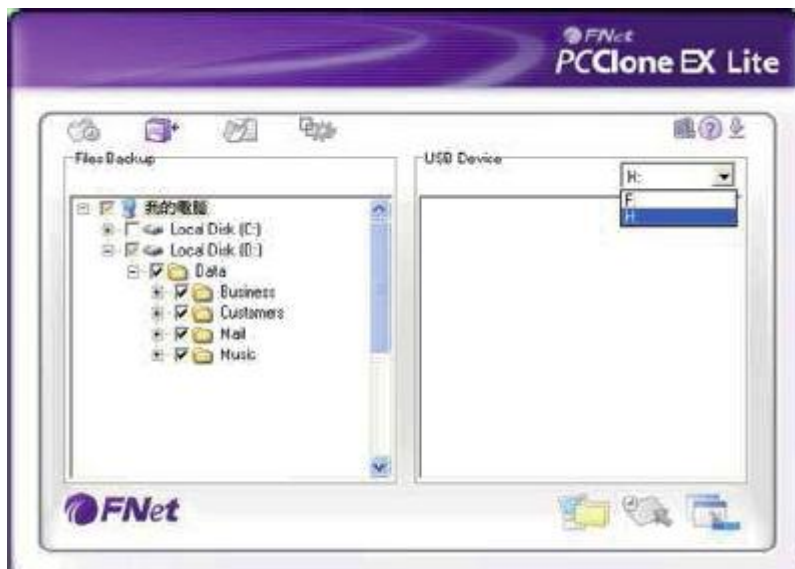 FNet
PCClone EX Lite
Files Backup
USB Device
H:
F:
H:
我的電腦
Local Disk (C:)
Local Disk (D:)
Data
Business
Customers
Mail
Music
FNet